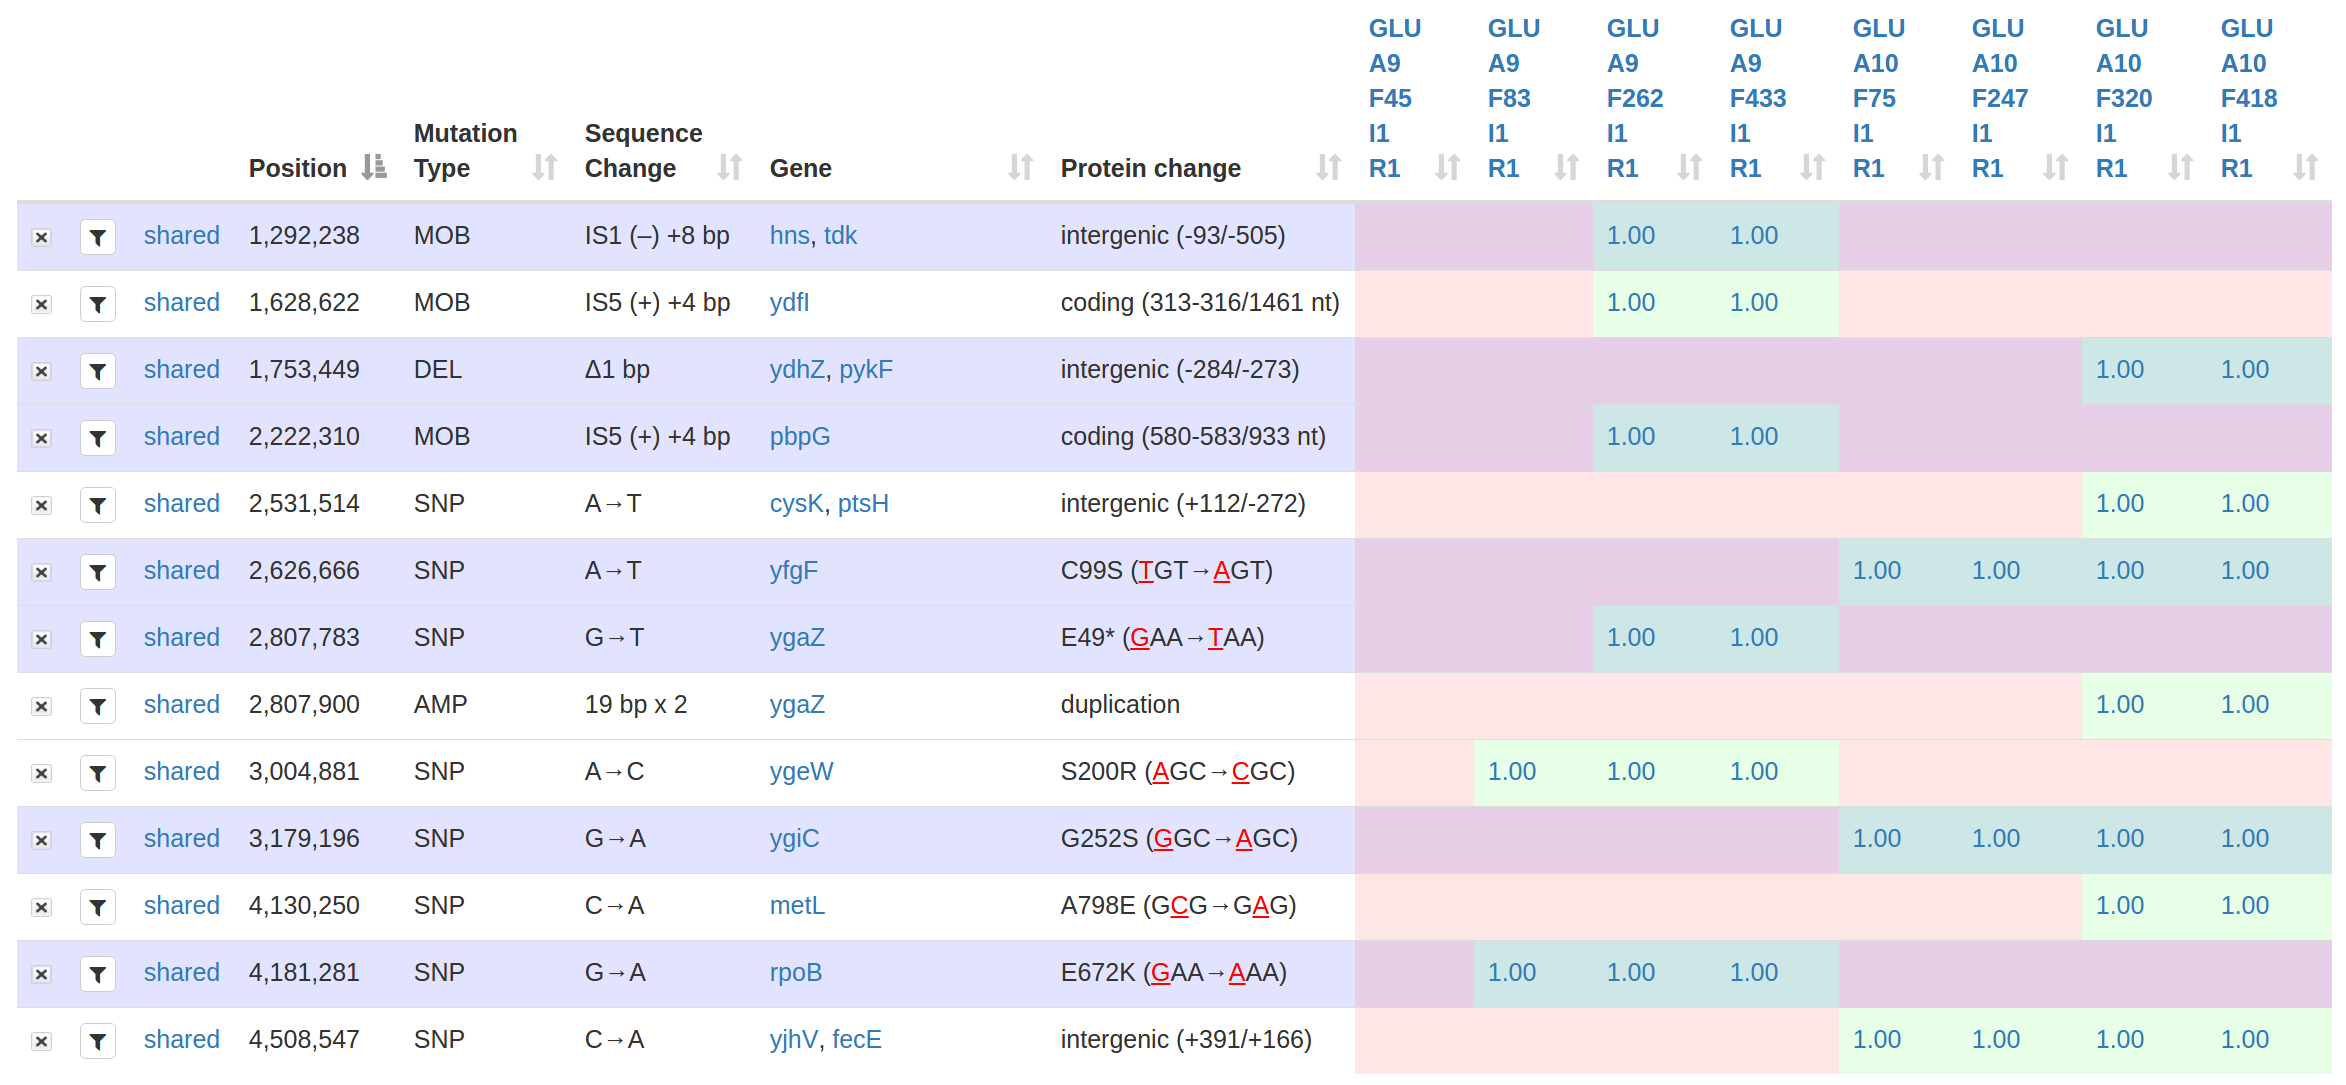 GLU GLU GLU GLU GLU GLU GLU GLU
A9 A9 A9 A9 A10 A10 A10 A10
F45 F83 F262 F433 F75 F247 F320 F418
Mutation Sequence I1 I1 I1 I1 I1 I1 I1 I1
Position Type Change Gene Protein change R1 R1 R1 R1 R1 R1 R1 R1
shared 1,292,238 MOB IS1 (–) +8 bp hns, tdk intergenic (-93/-505) 1.00 1.00
shared 1,628,622 MOB IS5 (+) +4 bp ydfI coding (313-316/1461 nt) 1.00 1.00
shared 1,753,449 DEL Δ1 bp ydhZ, pykF intergenic (-284/-273) 1.00 1.00
shared 2,222,310 MOB IS5 (+) +4 bp pbpG coding (580-583/933 nt) 1.00 1.00
shared 2,531,514 SNP A→T cysK, ptsH intergenic (+112/-272) 1.00 1.00
shared 2,626,666 SNP A→T yfgF C99S (TGT→AGT) 1.00 1.00 1.00 1.00
shared 2,807,783 SNP G→T ygaZ E49* (GAA→TAA) 1.00 1.00
shared 2,807,900 AMP 19 bp x 2 ygaZ duplication 1.00 1.00
shared 3,004,881 SNP A→C ygeW S200R (AGC→CGC) 1.00 1.00 1.00
shared 3,179,196 SNP G→A ygiC G252S (GGC→AGC) 1.00 1.00 1.00 1.00
shared 4,130,250 SNP C→A metL A798E (GCG→GAG) 1.00 1.00
shared 4,181,281 SNP G→A rpoB E672K (GAA→AAA) 1.00 1.00 1.00
shared 4,508,547 SNP C→A yjhV, fecE intergenic (+391/+166) 1.00 1.00 1.00 1.00